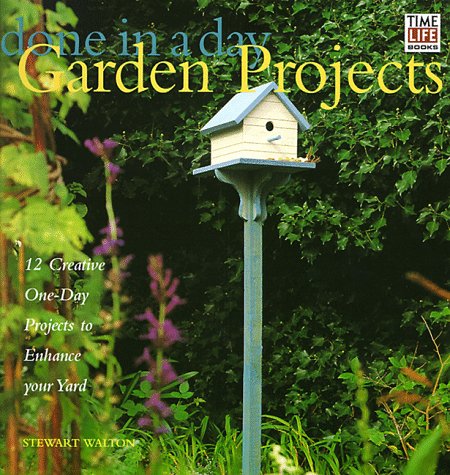 done in a day
Garden Projects
TIME
LIFE
BOOKS
12 Creative
One-Day
Projects to
Enhance
your Yard
STEWART WALTON